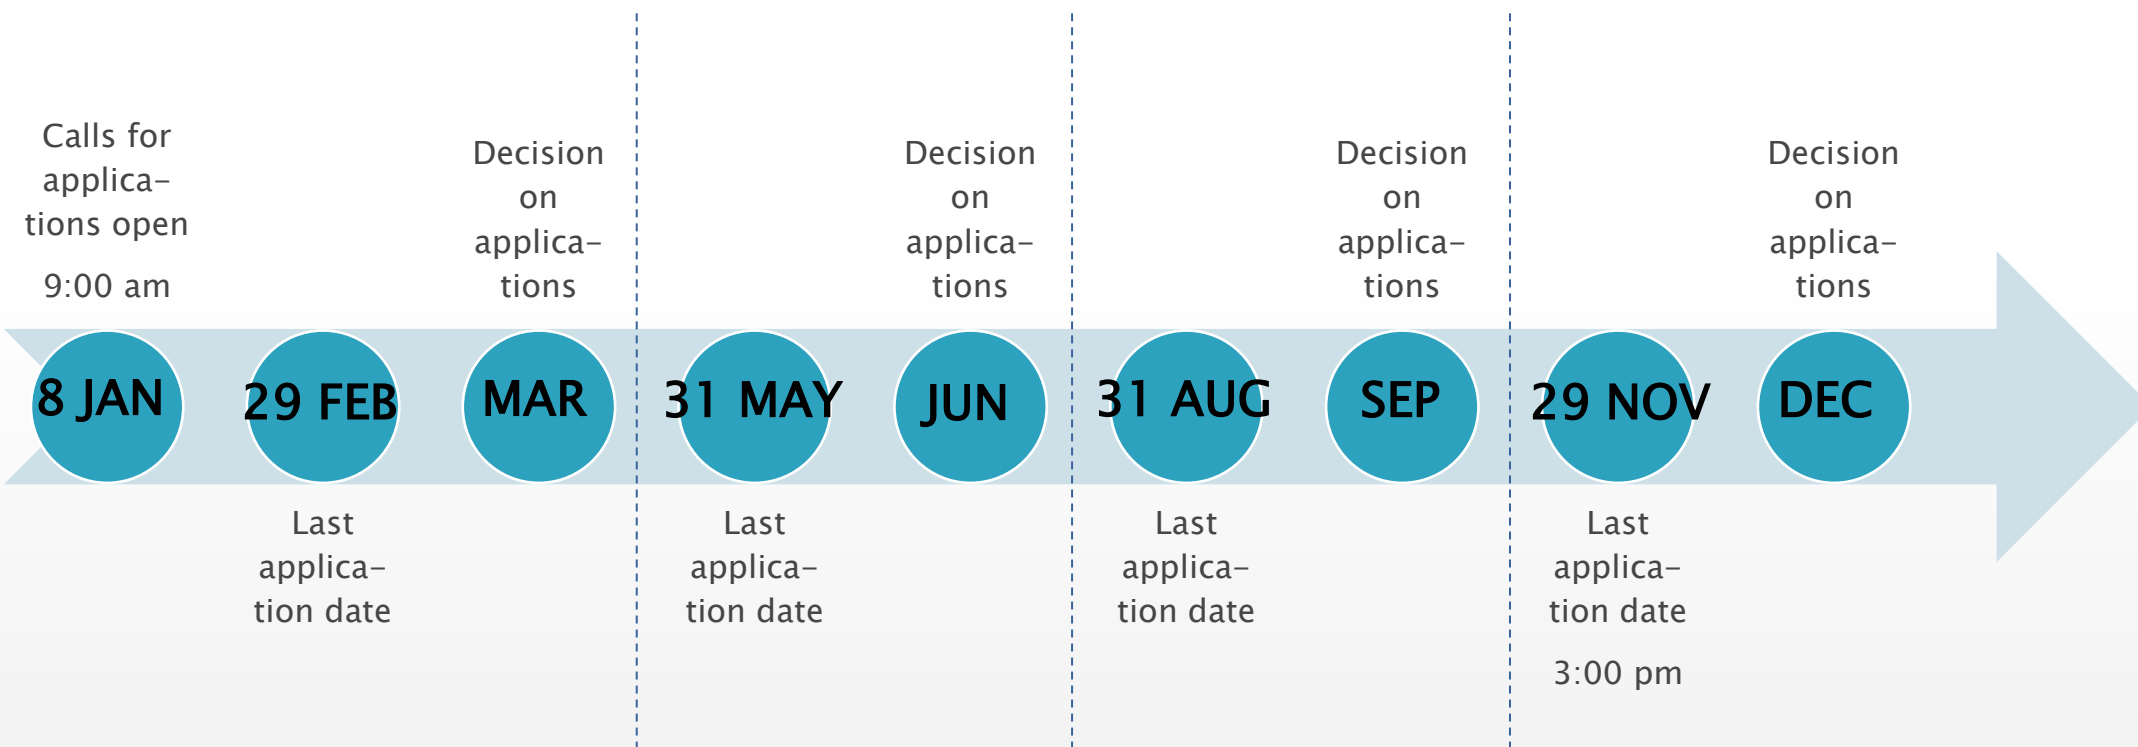 Calls for
applica-
tions open
9:00 am
Decision
on
applica-
tions
Decision
on
applica-
tions
Decision
on
applica-
tions
Decision
on
applica-
tions
8 JAN
29 FEB
MAR
31 MAY
JUN
31 AUG
SEP
29 NOV
DEC
Last
applica-
tion date
Last
applica-
tion date
Last
applica-
tion date
Last
applica-
tion date
3:00 pm